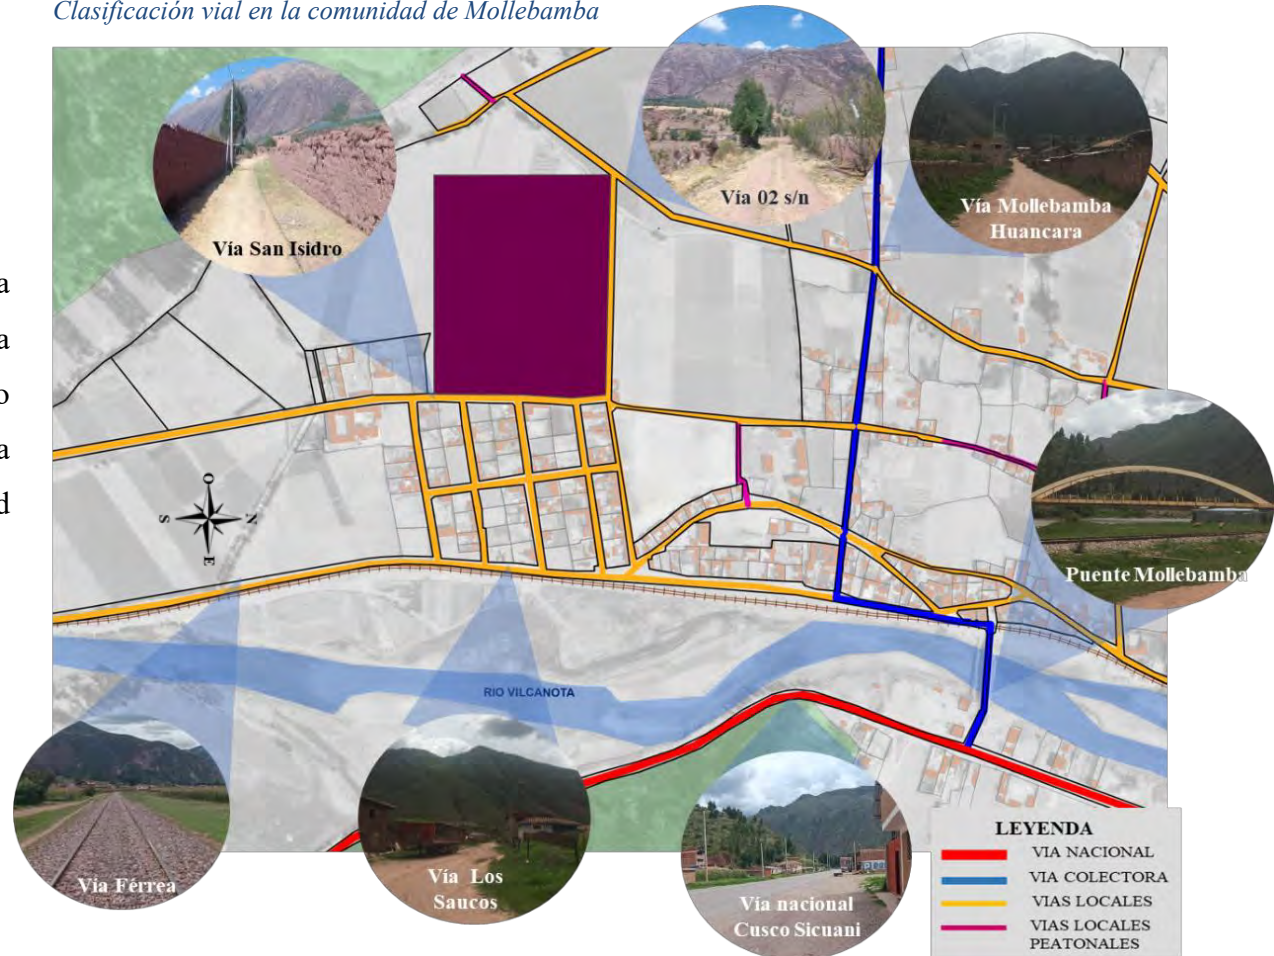 Clasificación vial en la comunidad de Mollebamba
a
a
o
a
d
Vía San Isidro
Vía 02 s/n
Vía Mollebamba
Huancara
O
S
N
E
Puente Mollebamba
RIO VILCANOTA
Via Férrea
Vía Los
Saucos
Vía nacional
Cusco Sicuani
LEYENDA
VIA NACIONAL
VIA COLECTORA
VIAS LOCALES
VIAS LOCALES
PEATONALES